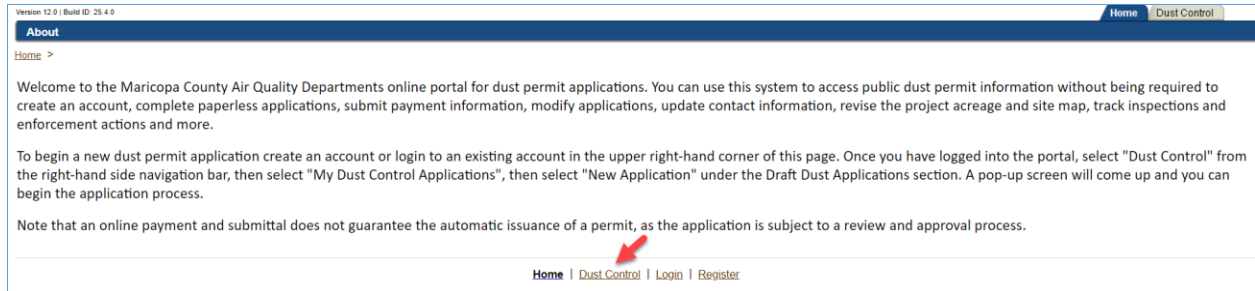 Version 12.0 | Build ID: 25.4.0
Home Dust Control
About
Home >
Welcome to the Maricopa County Air Quality Departments online portal for dust permit applications. You can use this system to access public dust permit information without being required to
create an account, complete paperless applications, submit payment information, modify applications, update contact information, revise the project acreage and site map, track inspections and
enforcement actions and more.
To begin a new dust permit application create an account or login to an existing account in the upper right-hand corner of this page. Once you have logged into the portal, select "Dust Control" from
the right-hand side navigation bar, then select "My Dust Control Applications", then select "New Application" under the Draft Dust Applications section. A pop-up screen will come up and you can
begin the application process.
Note that an online payment and submittal does not guarantee the automatic issuance of a permit, as the application is subject to a review and approval process.
Home | Dust Control | Login | Register